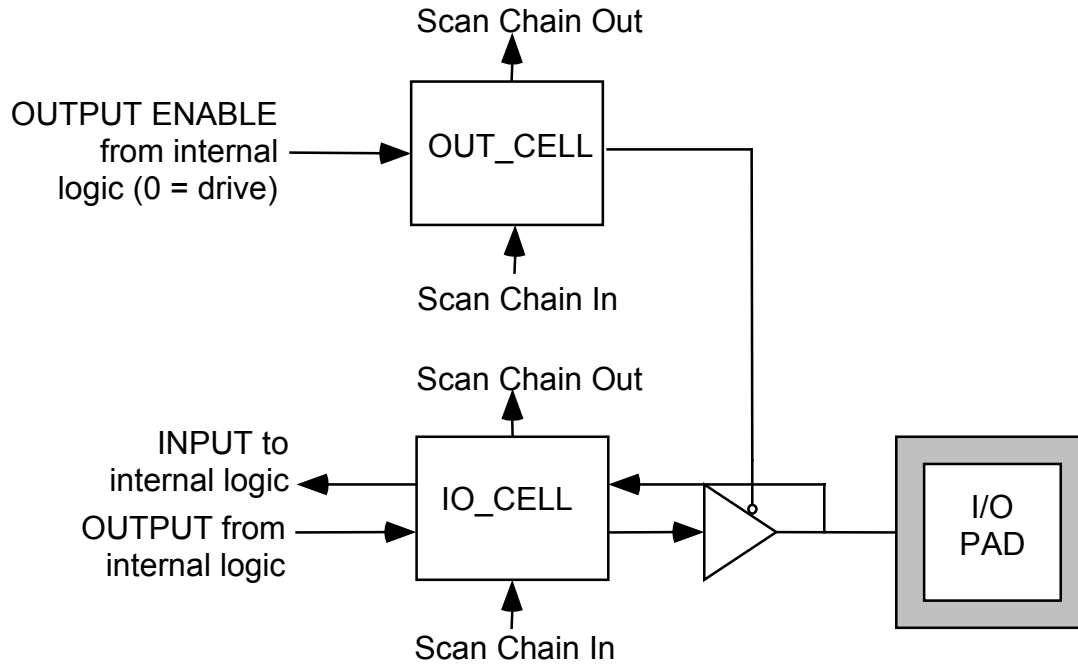 Scan Chain Out
OUTPUT ENABLE
from internal
logic (0 = drive)
OUT_CELL
Scan Chain In
Scan Chain Out
INPUT to
internal logic
OUTPUT from
internal logic
IO_CELL
I/O
PAD
Scan Chain In